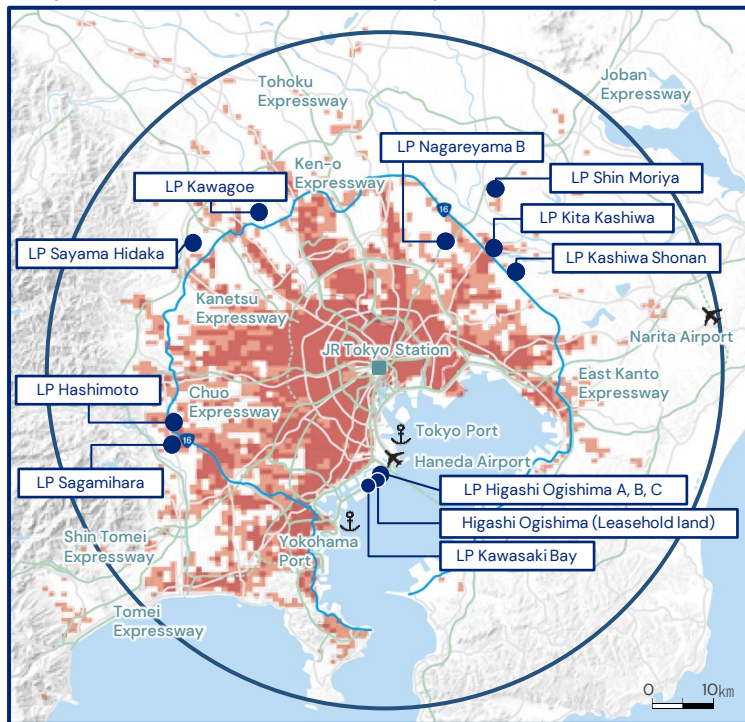 Tohoku
Expressway
Joban
Expressway
LP Nagareyama B
Ken-o
Expressway
LP Shin Moriya
LP Kawagoe
16
LP Kita Kashiwa
LP Sayama Hidaka
LP Kashiwa Shonan
Kanetsu
Expressway
Narita Airport
JR Tokyo Station
East Kanto
Expressway
LP Hashimoto
Chuo
Expressway
Tokyo Port
16
Haneda Airport
LP Sagamihara
LP Higashi Ogishima A, B, C
Higashi Ogishima (Leasehold land)
Shin Tomei
Expressway
Yokohama
Port
LP Kawasaki Bay
Tomei
Expressway
0 10km